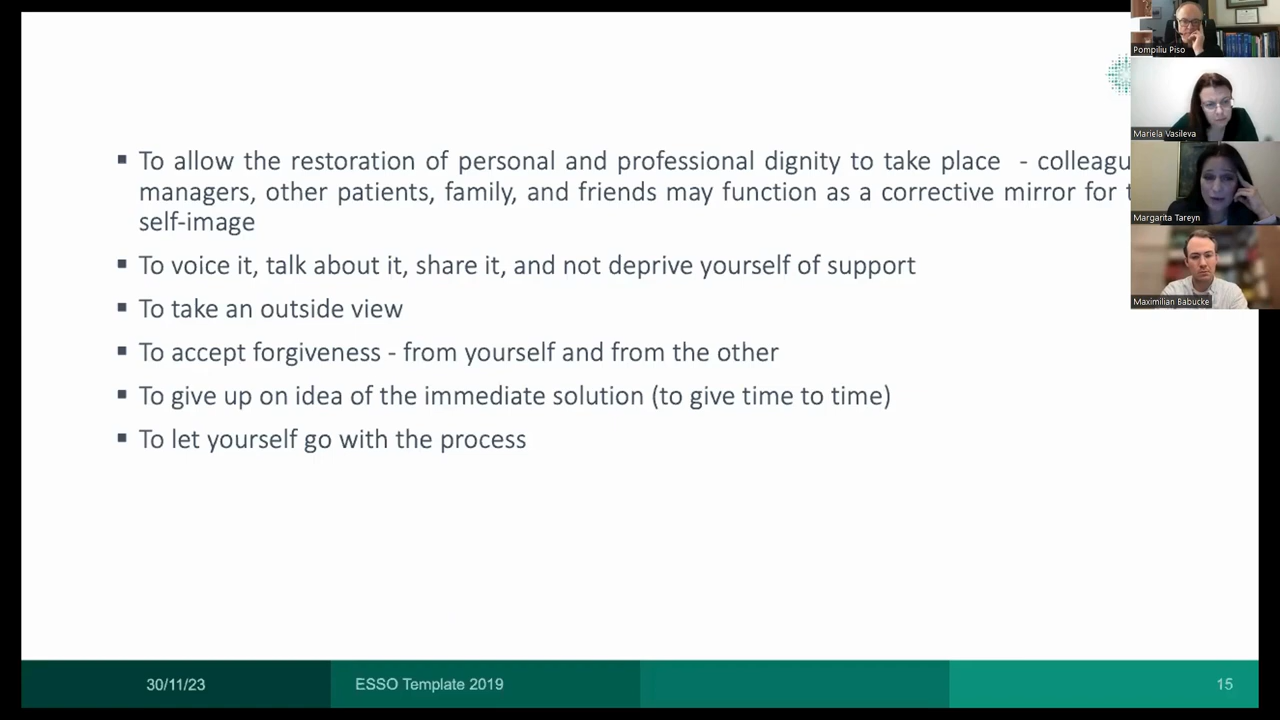 To allow the restoration of personal and professional dignity to take place - 
managers, other patients, family, and friends may function as a corrective mirror for
self-image
To voice it, talk about it, share it, and not deprive yourself of support
To take an outside view
To accept forgiveness - from yourself and from the other
To give up on idea of the immediate solution (to give time to time)
To let yourself go with the process
30/11/23
ESSO Template 2019
15
Pompiliu Piso
Mariela Vasileva
Margarita Tareyn
Maximilian Babucke